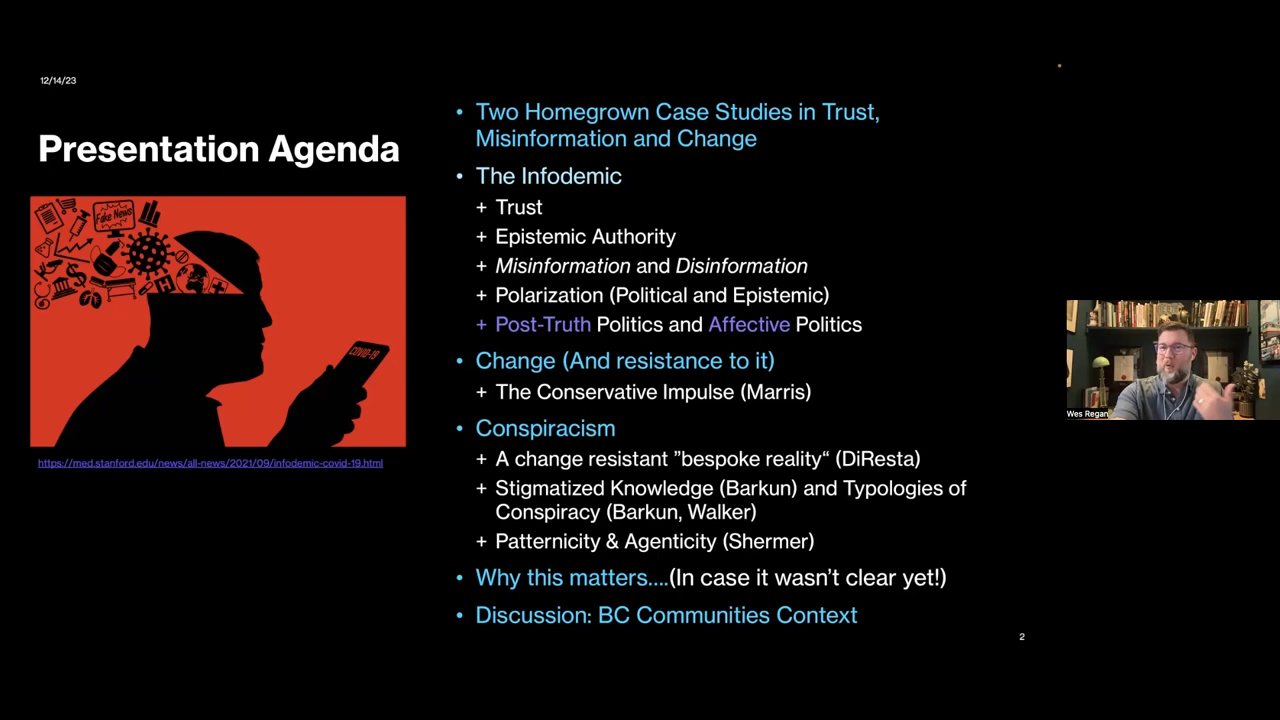 12/14/23
Presentation Agenda
Fake News
COVID-19
https://med.stanford.edu/news/all-news/2021/09/infodemic-covid-19.html
• Two Homegrown Case Studies in Trust,
Misinformation and Change
• The Infodemic
+ Trust
+ Epistemic Authority
+ Misinformation and Disinformation
+ Polarization (Political and Epistemic)
+ Post-Truth Politics and Affective Politics
• Change (And resistance to it)
+ The Conservative Impulse (Marris)
• Conspiracism
+ A change resistant ”bespoke reality“ (DiResta)
+ Stigmatized Knowledge (Barkun) and Typologies of
Conspiracy (Barkun, Walker)
+ Patternicity & Agenticity (Shermer)
• Why this matters....(In case it wasn’t clear yet!)
• Discussion: BC Communities Context
2
Wes Regan